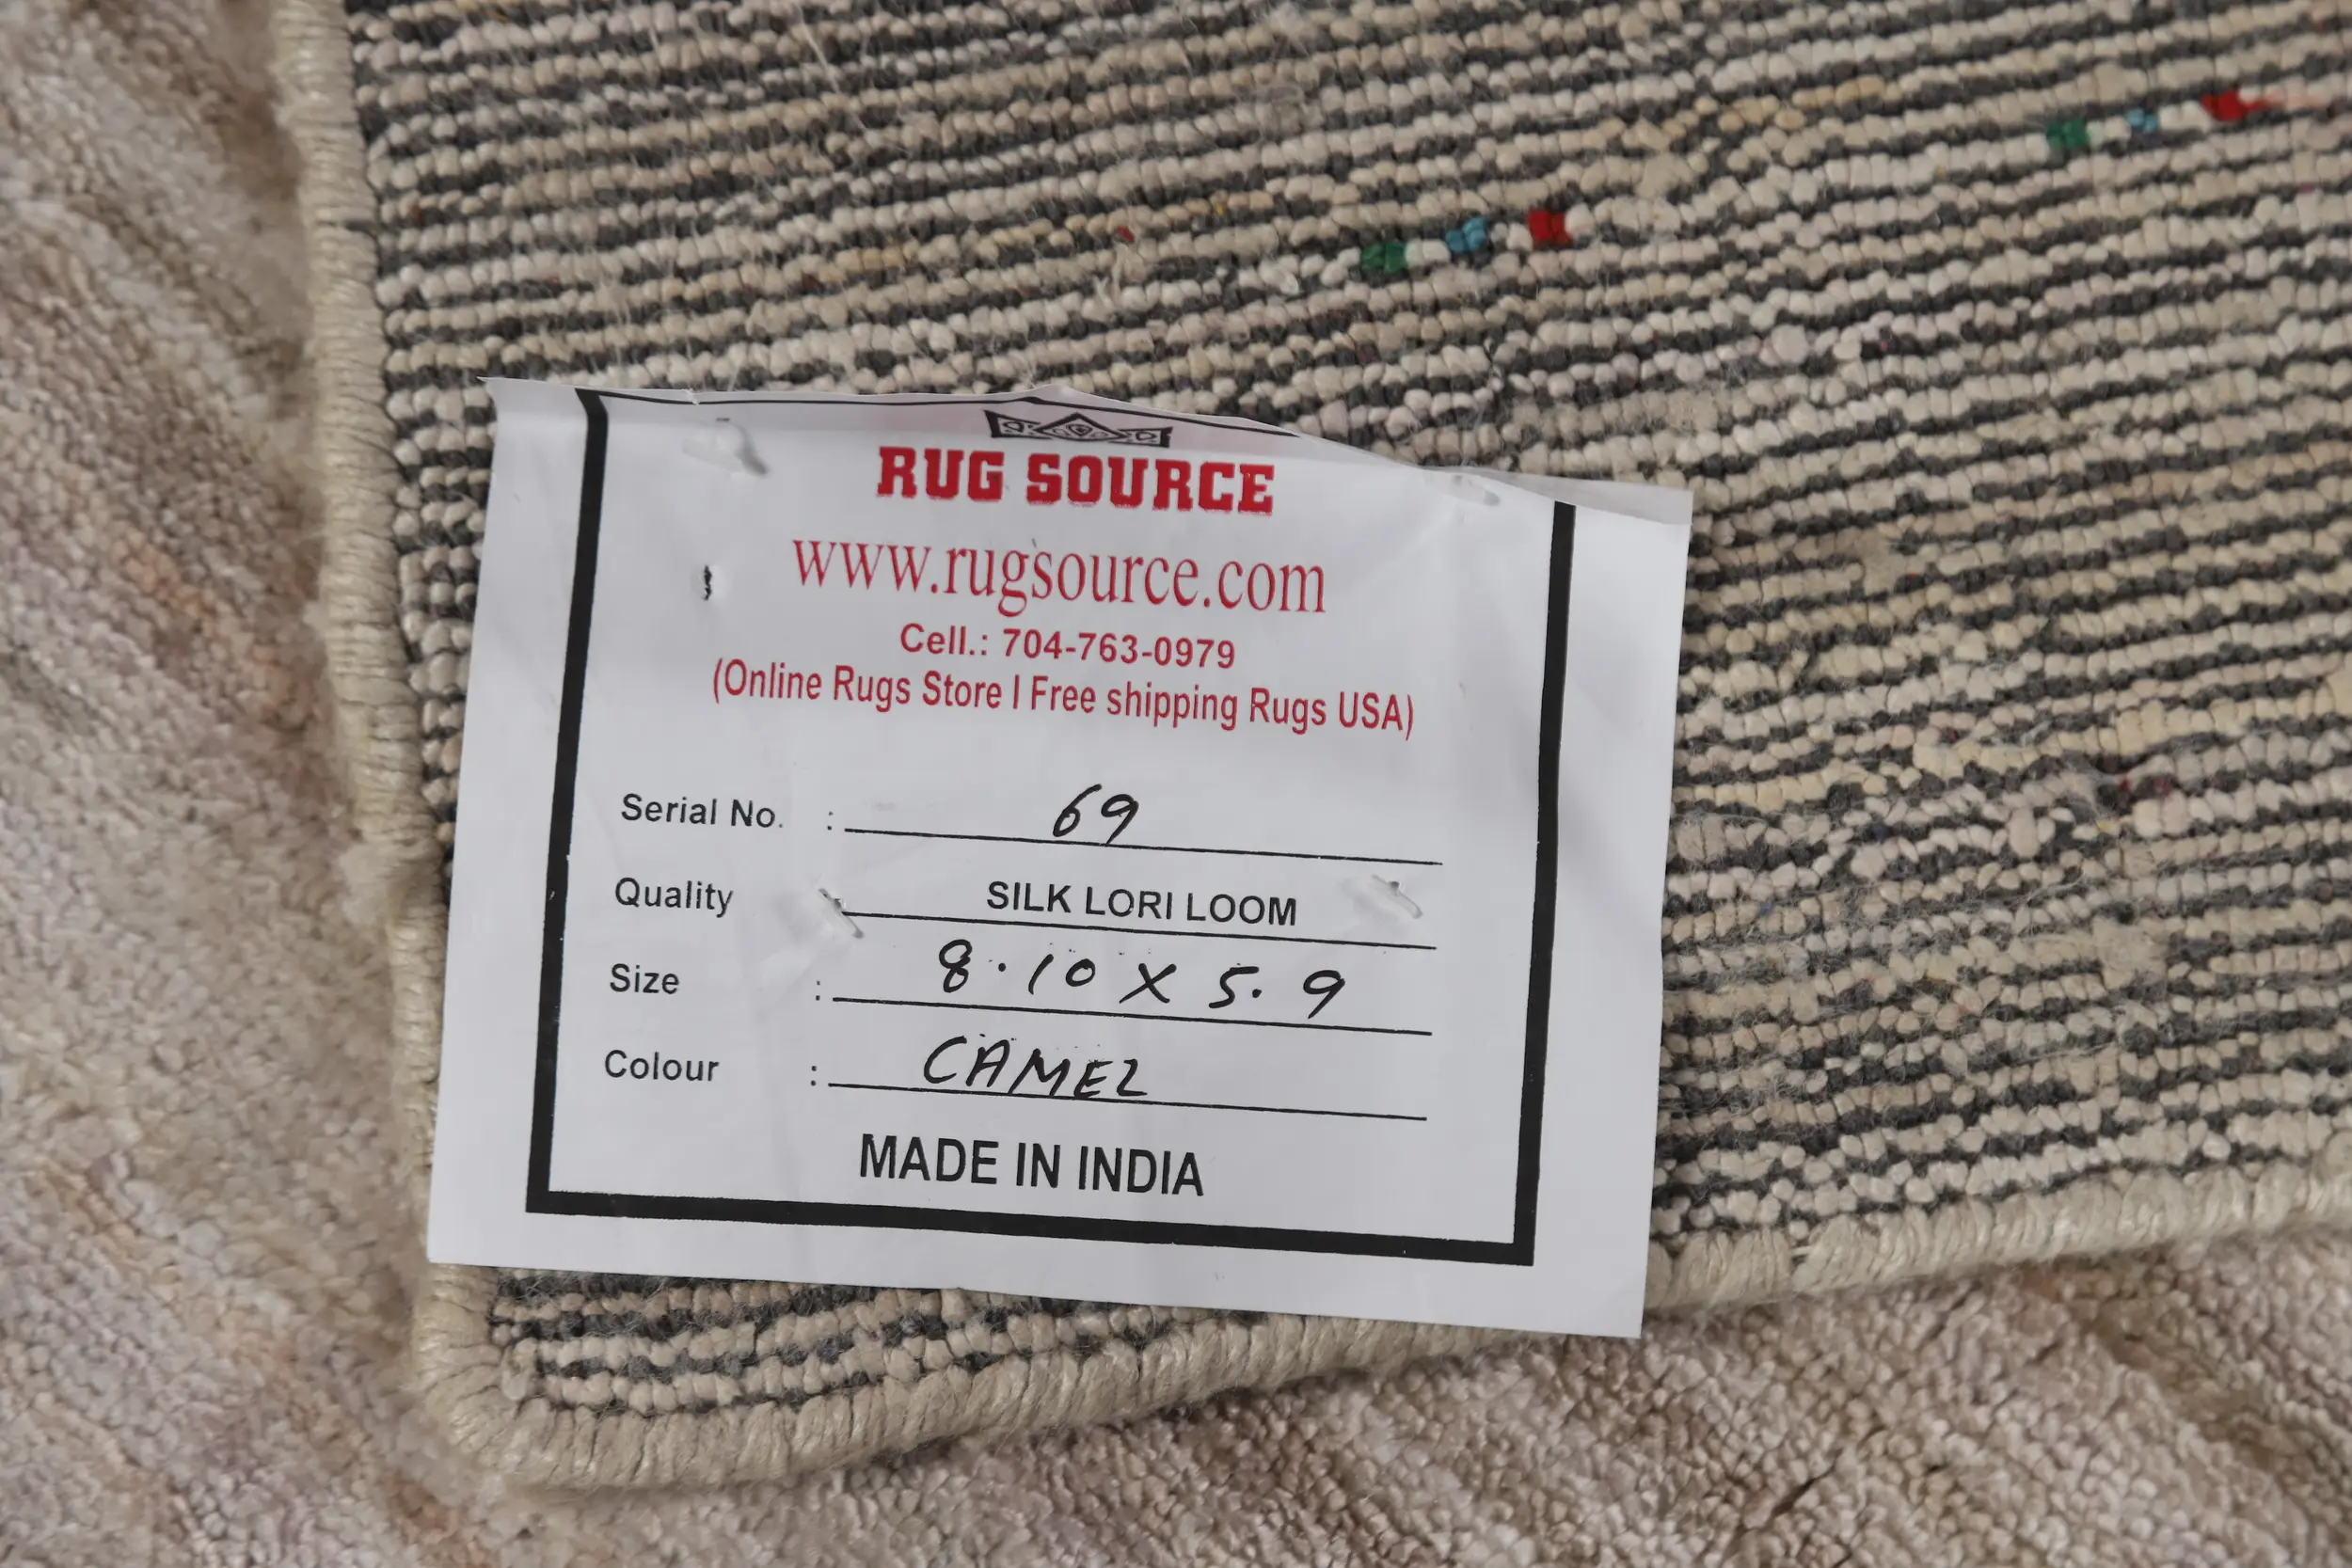 RUG SOURCE
www.rugsource.com
Cell.: 704-763-0979
(Online Rugs Store I Free shipping Rugs USA)
Serial No. : 69
Quality SILK LORI LOOM
Size : 8.10 X 5.9
Colour : CAMEL
MADE IN INDIA